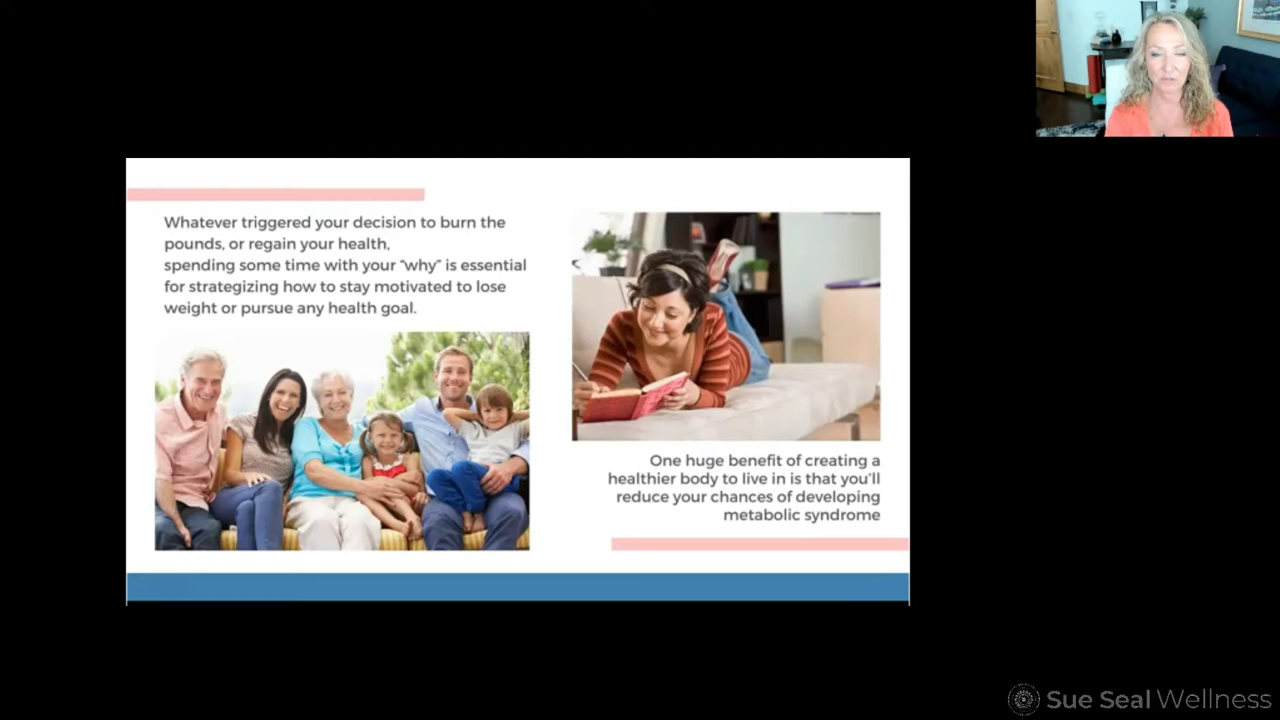 Whatever triggered your decision to burn the
pounds, or regain your health,
spending some time with your “why” is essential
for strategizing how to stay motivated to lose
weight or pursue any health goal.
One huge benefit of creating a
healthier body to live in is that you'll
reduce your chances of developing
metabolic syndrome
Sue Seal Wellness